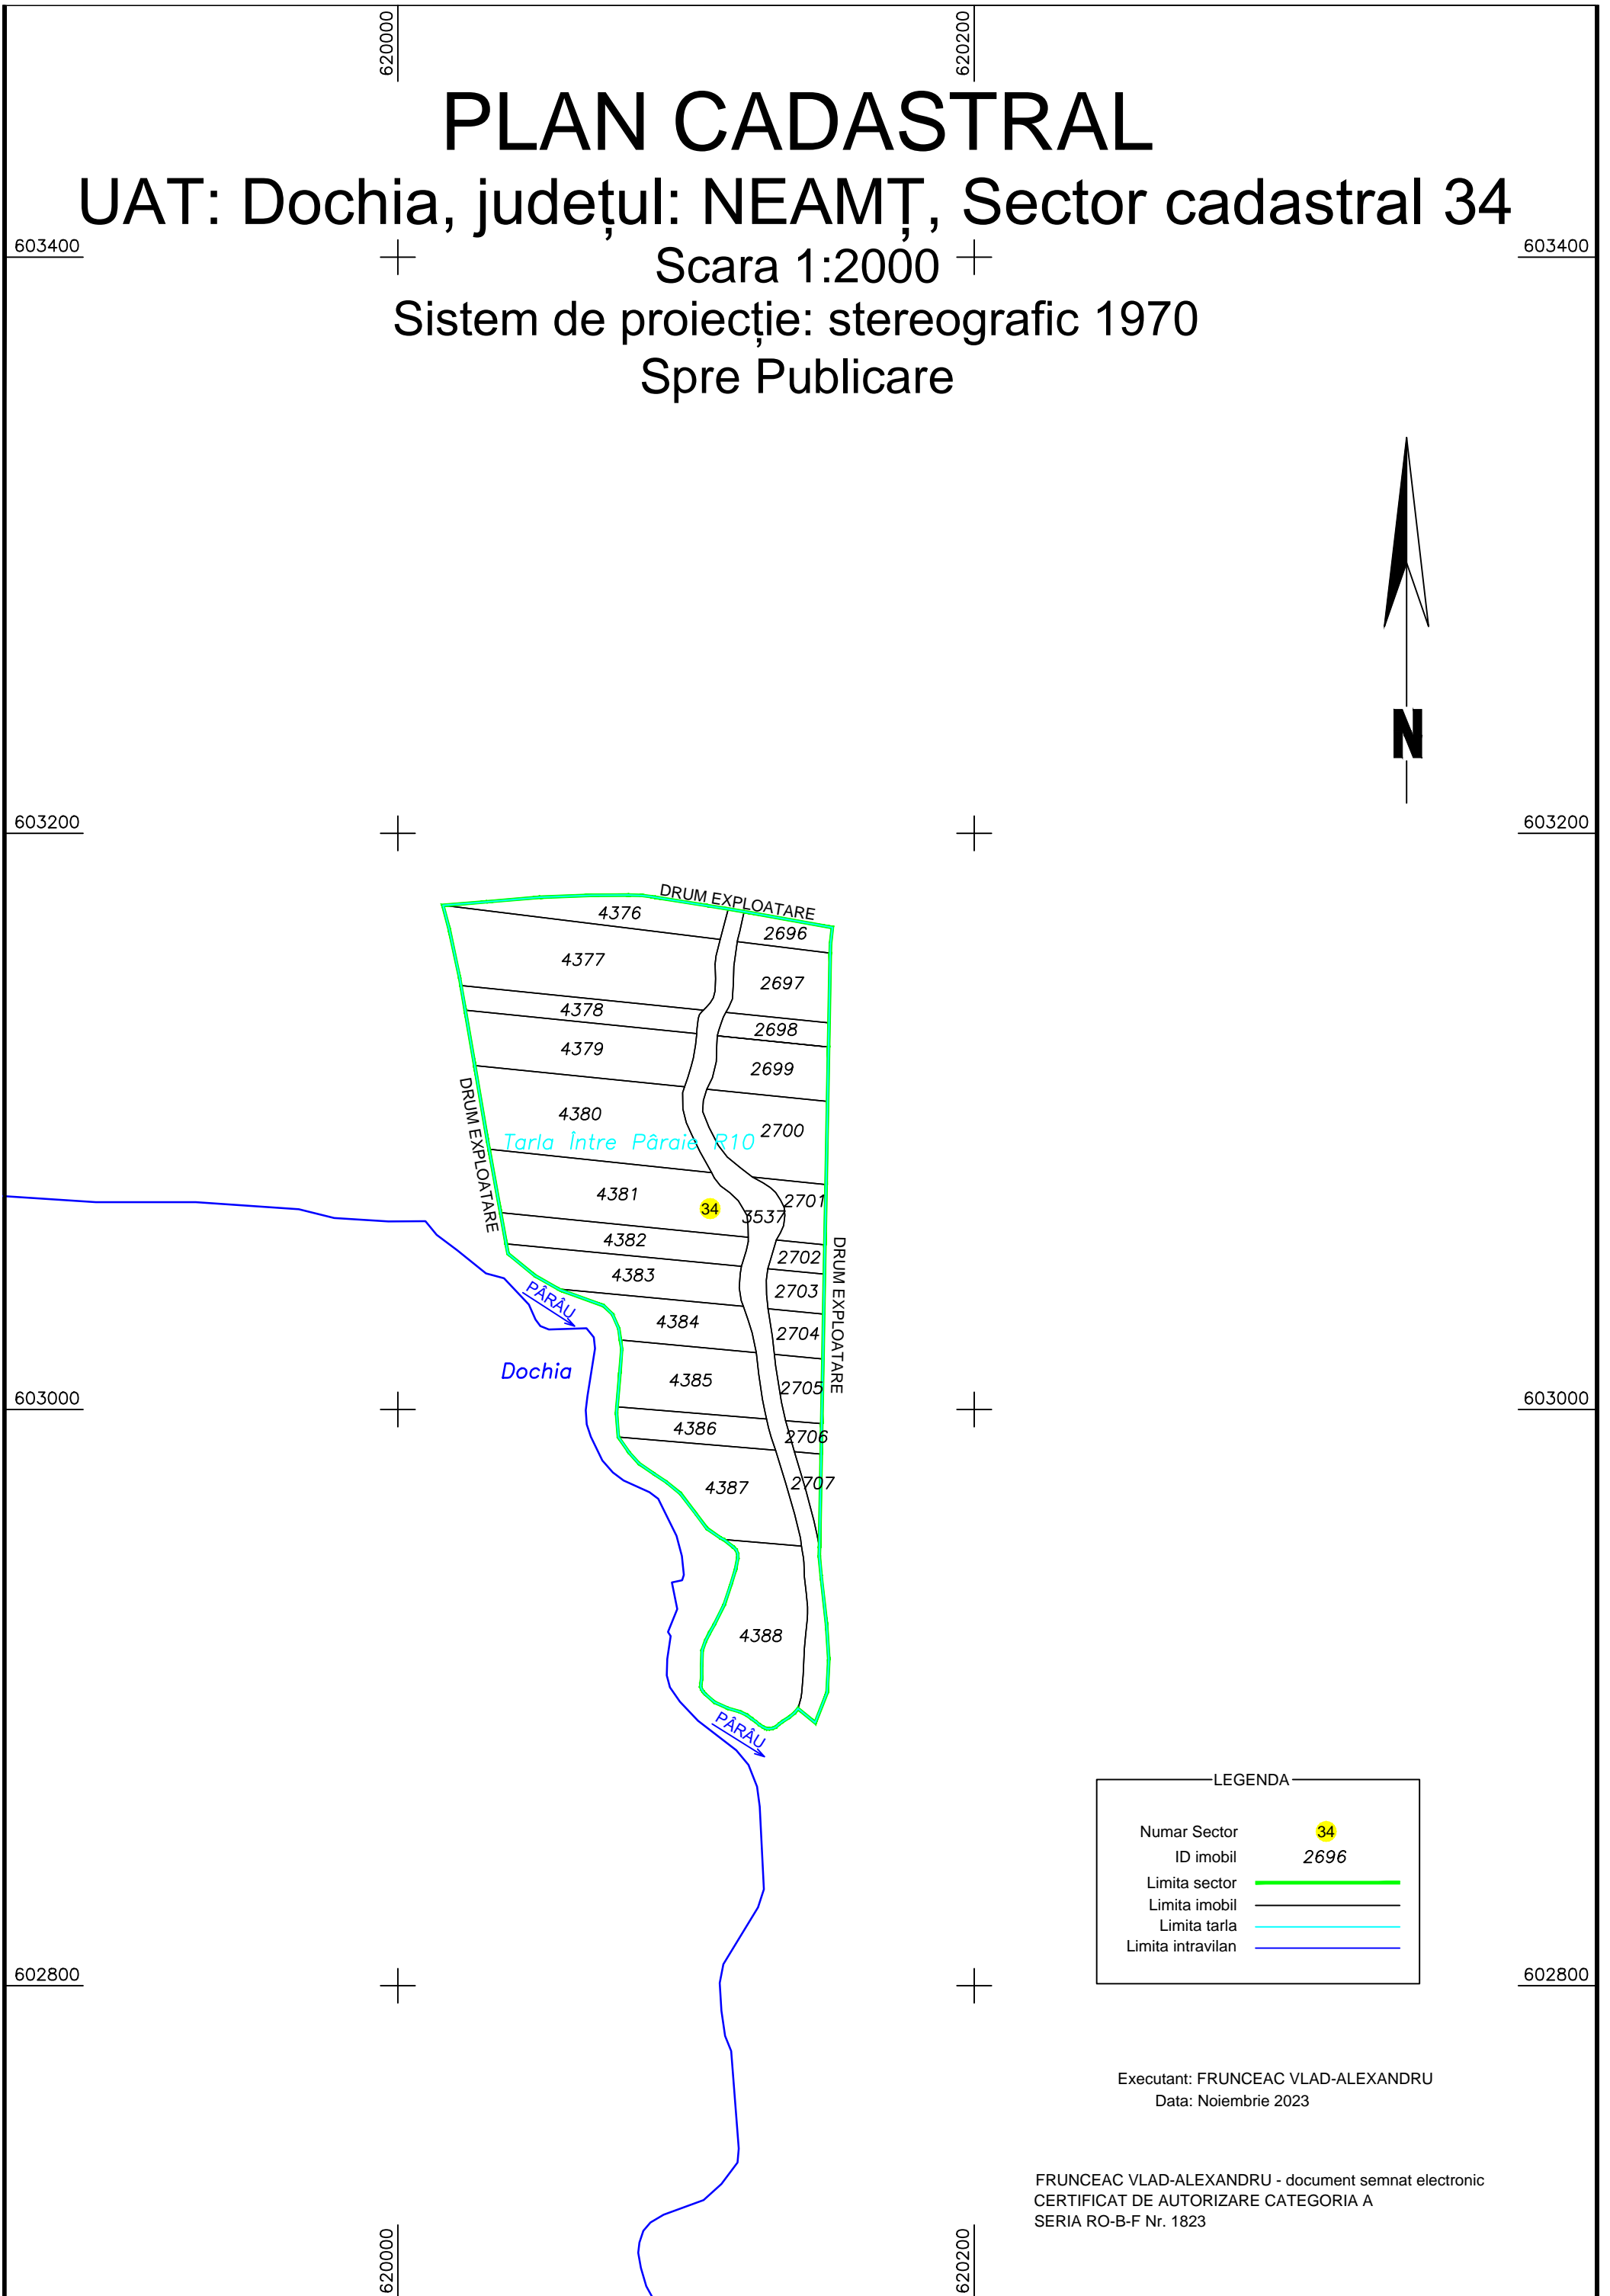 620000
620200
PLAN CADASTRAL
UAT: Dochia, județul: NEAMȚ, Sector cadastral 34
603400
603400
Scara 1:2000
Sistem de proiecție: stereografic 1970
Spre Publicare
N
603200
603200
DRUM EXPLOATARE
4376
2696
4377
2697
4378
2698
4379
2699
DRUM EXPLOATARE
4380
2700
Tarla Între Pâraie R10
4381
2701
34
3537
4382
2702
DRUM EXPLOATARE
4383
2703
PÂRÂU
4384
2704
Dochia
4385
2705
603000
603000
4386
2706
4387
2707
4388
PÂRÂU
LEGENDA
Numar Sector 34
ID imobil 2696
Limita sector
Limita imobil
Limita tarla
Limita intravilan
602800
602800
Executant: FRUNCEAC VLAD-ALEXANDRU
Data: Noiembrie 2023
FRUNCEAC VLAD-ALEXANDRU - document semnat electronic
CERTIFICAT DE AUTORIZARE CATEGORIA A
SERIA RO-B-F Nr. 1823
620000
620200